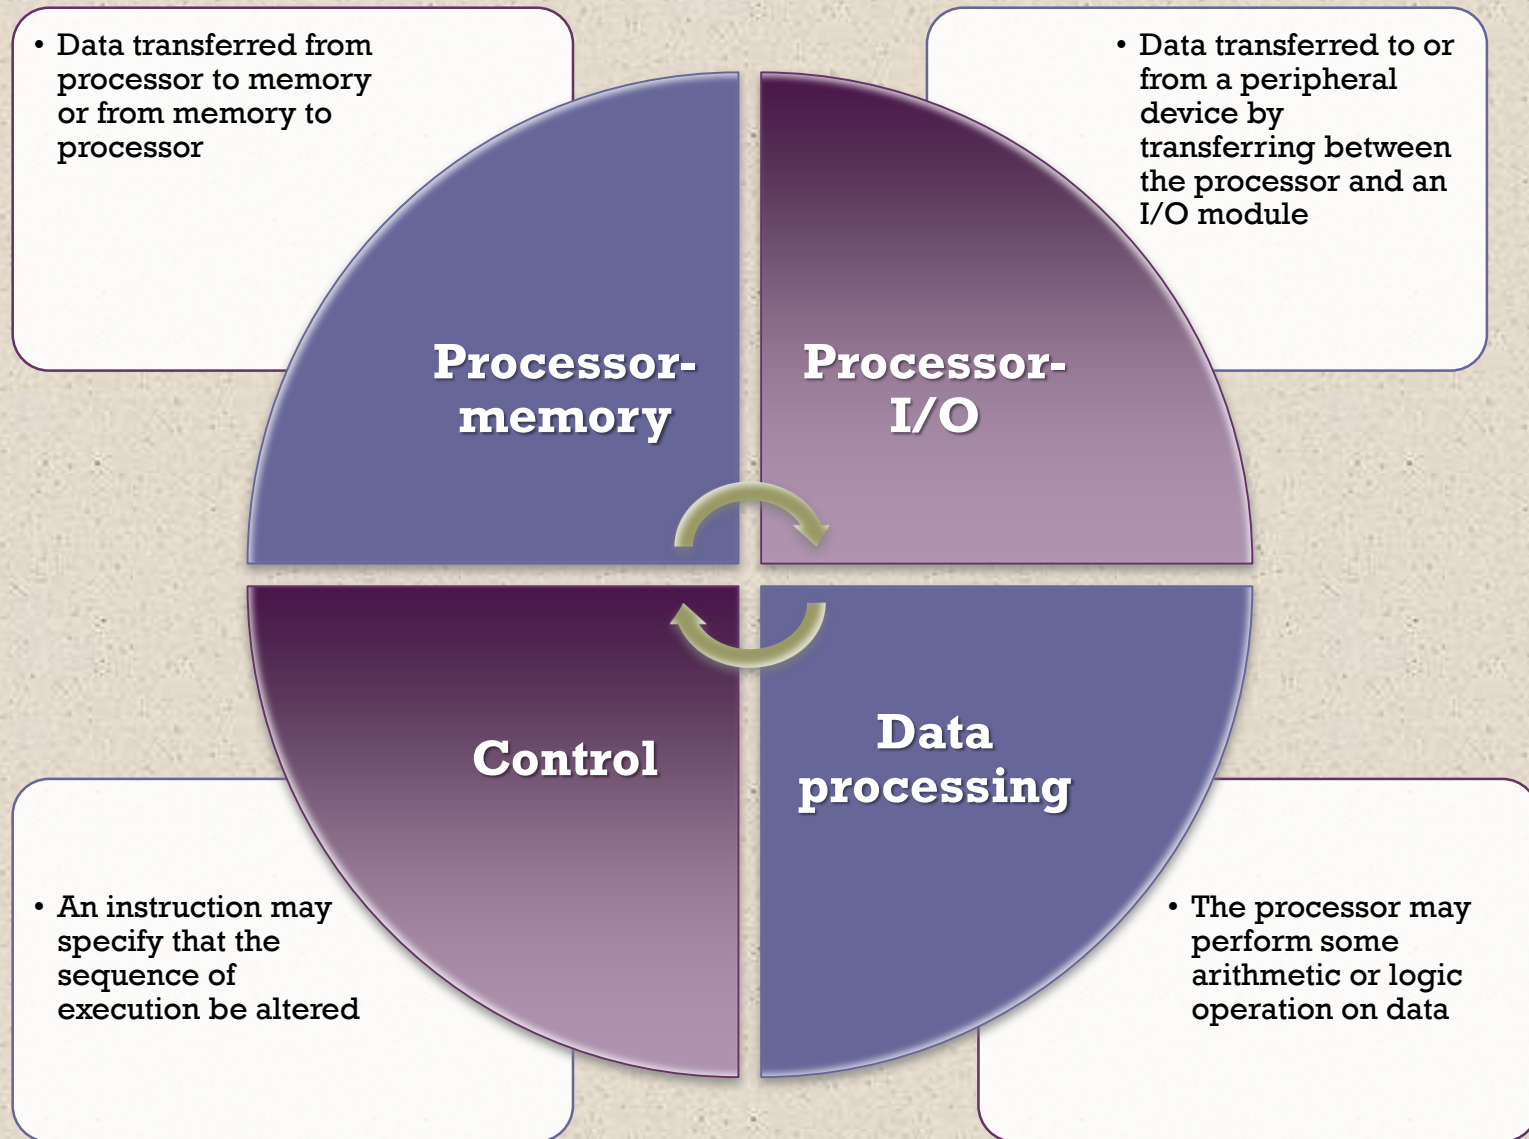 • Data transferred from
processor to memory
or from memory to
processor
• Data transferred to or
from a peripheral
device by
transferring between
the processor and an
I/O module
Processor-
memory
Processor-
I/O
Control
Data
processing
• An instruction may
specify that the
sequence of
execution be altered
• The processor may
perform some
arithmetic or logic
operation on data